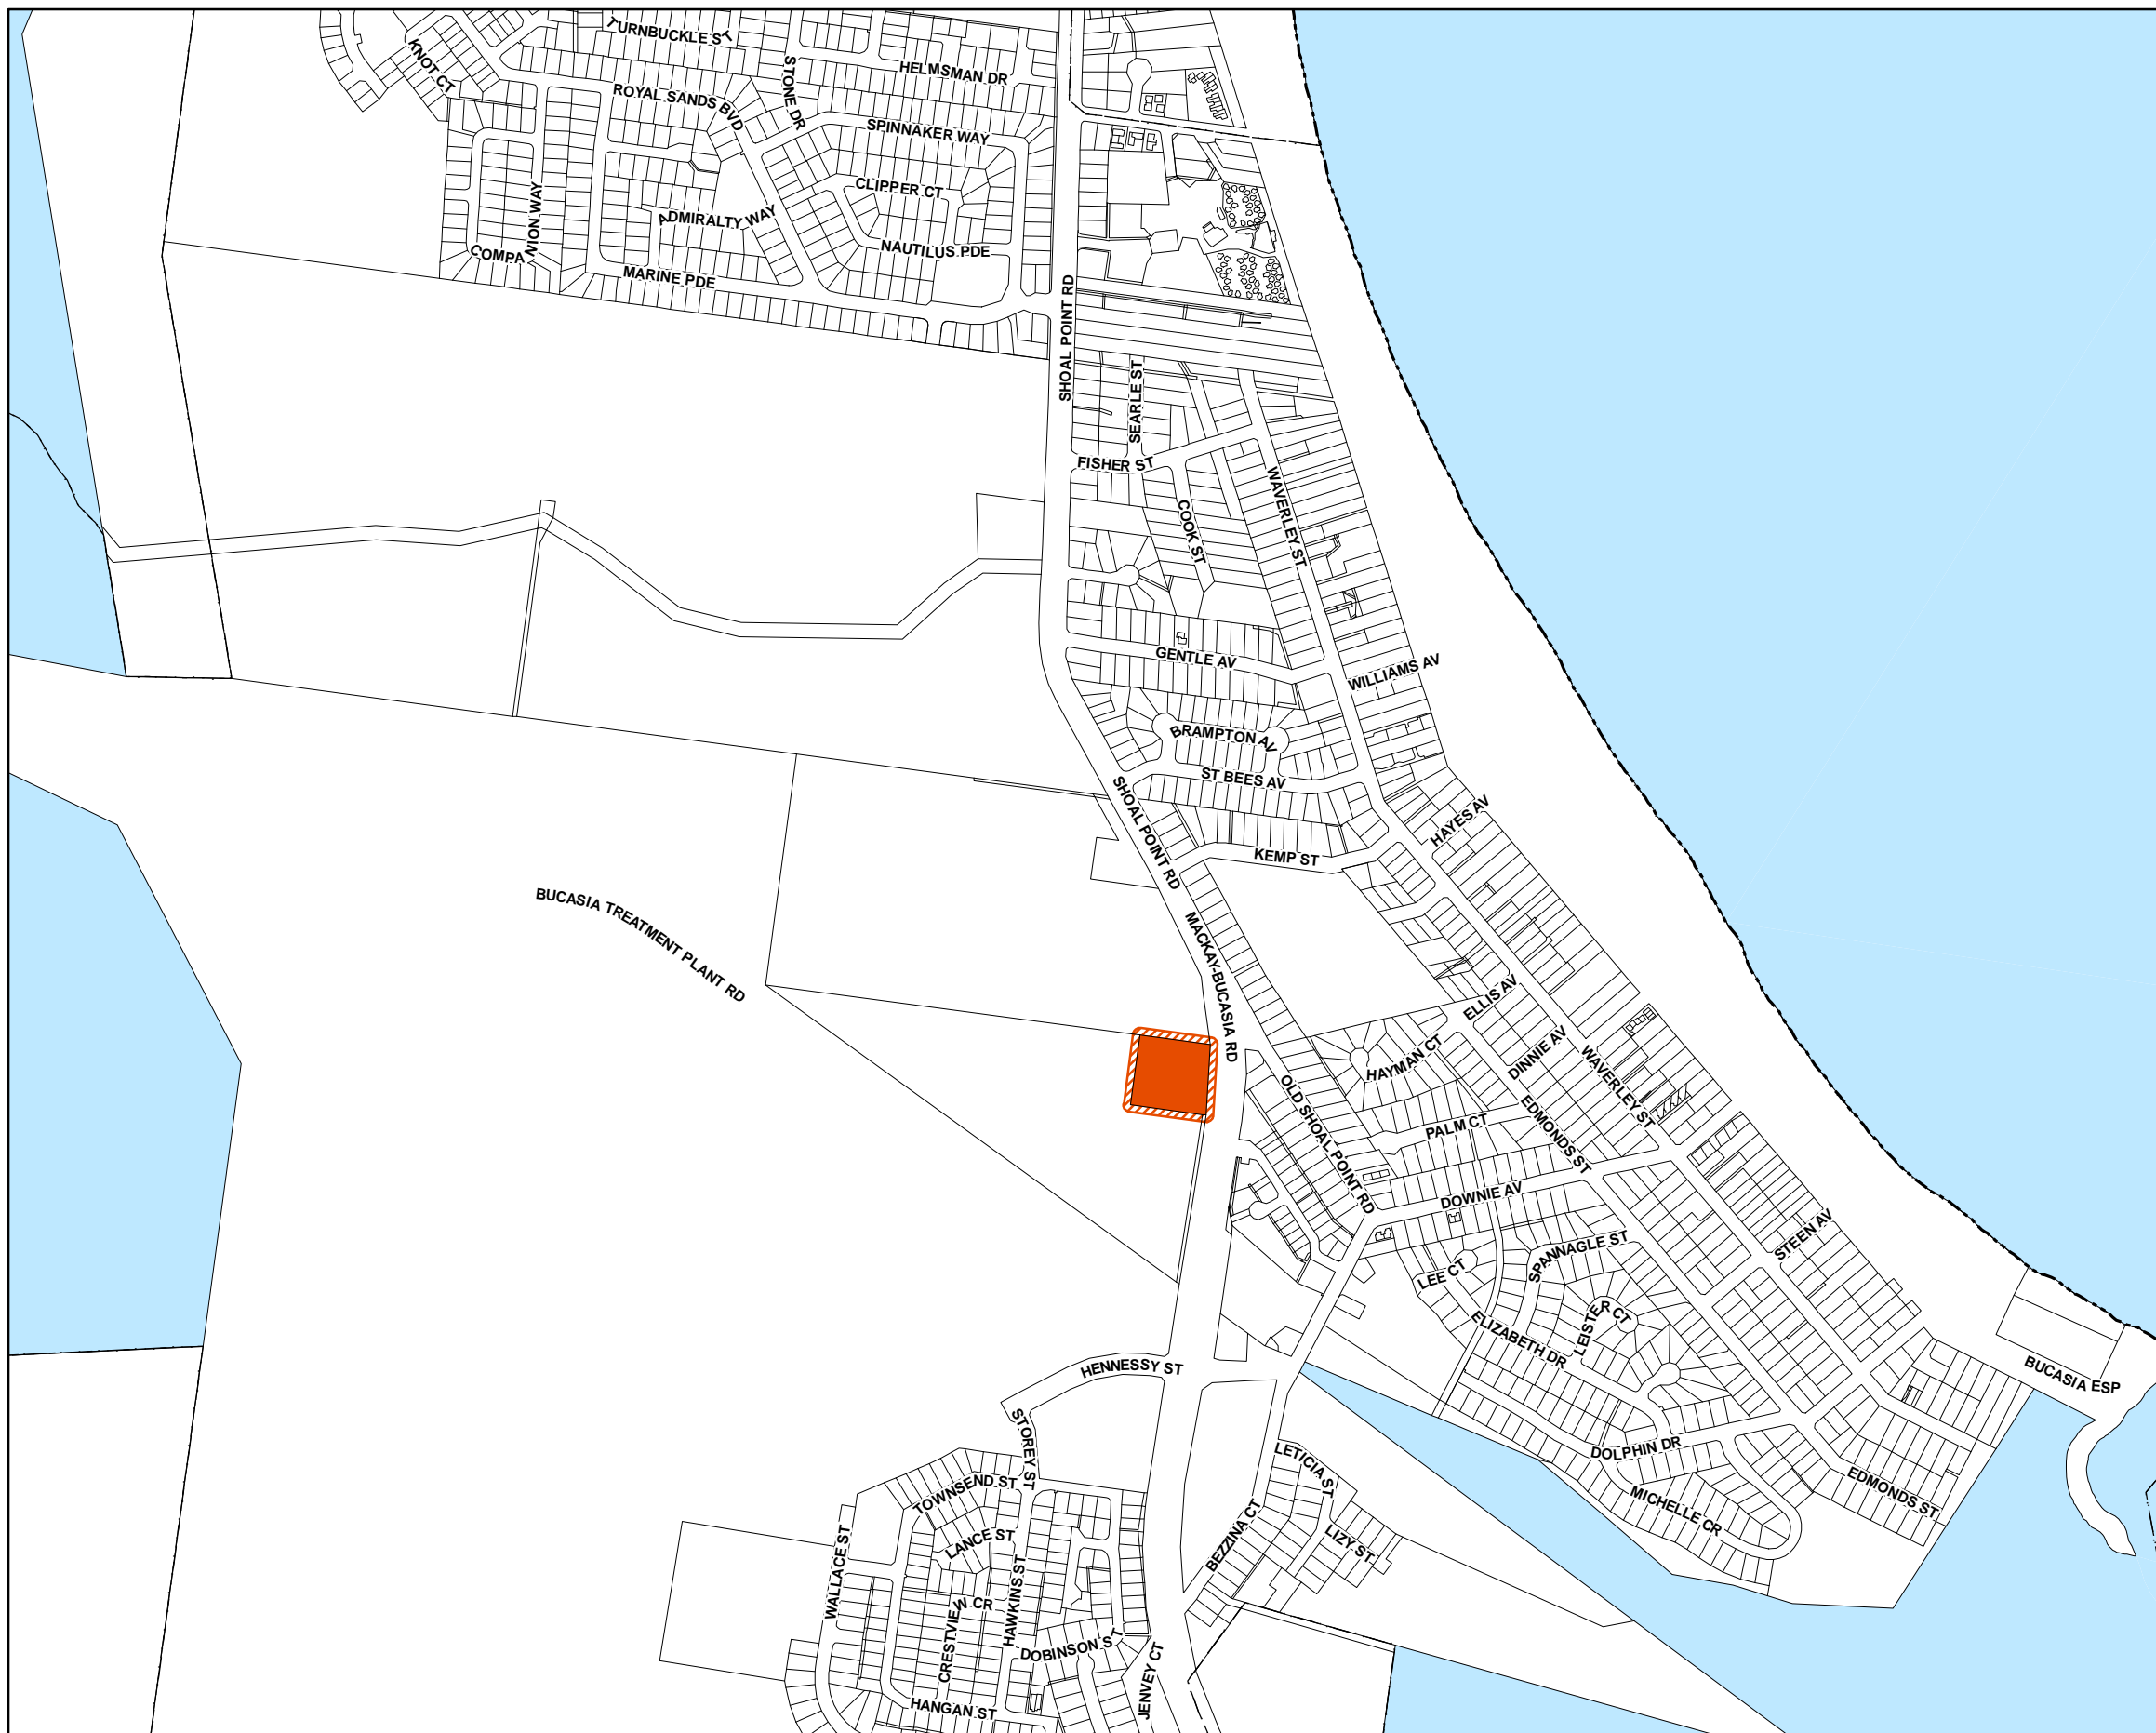 TURNBUCKLE ST
KNOT CT
STONE DR
HELMSMAN DR
ROYAL SANDS BVD
SPINNAKER WAY
CLIPPER CT
COMPANION WAY
ADMIRALTY WAY
NAUTILUS PDE
MARINE PDE
SHOAL POINT RD
SEARLE ST
FISHER ST
COOK ST
WAVERLEY ST
GENTLE AV
WILLIAMS AV
BRAMPTON AV
ST BEES AV
SHOAL POINT RD
HAYES AV
KEMP ST
BUCASIA TREATMENT PLANT RD
MACKAY-BUCASIA RD
ELLIS AV
HAYMAN CT
DINNIE AV
WAVERLEY ST
OLD SHOAL POINT RD
EDMONDS ST
PALM CT
DOWNIE AV
SPANNAGLE ST
STEEN AV
LEE CT
LEISTER CT
ELIZABETH DR
HENNESSY ST
BUCASIA ESP
STOREY ST
LETICIA ST
DOLPHIN DR
TOWNSEND ST
EDMONDS ST
MICHELLE CR
LANCE ST
BEZZINA CT
LIZY ST
WALLACE ST
HAWKINS ST
CRESTVIEW CR
DOBINSON ST
JENVEY CT
HANGAN ST